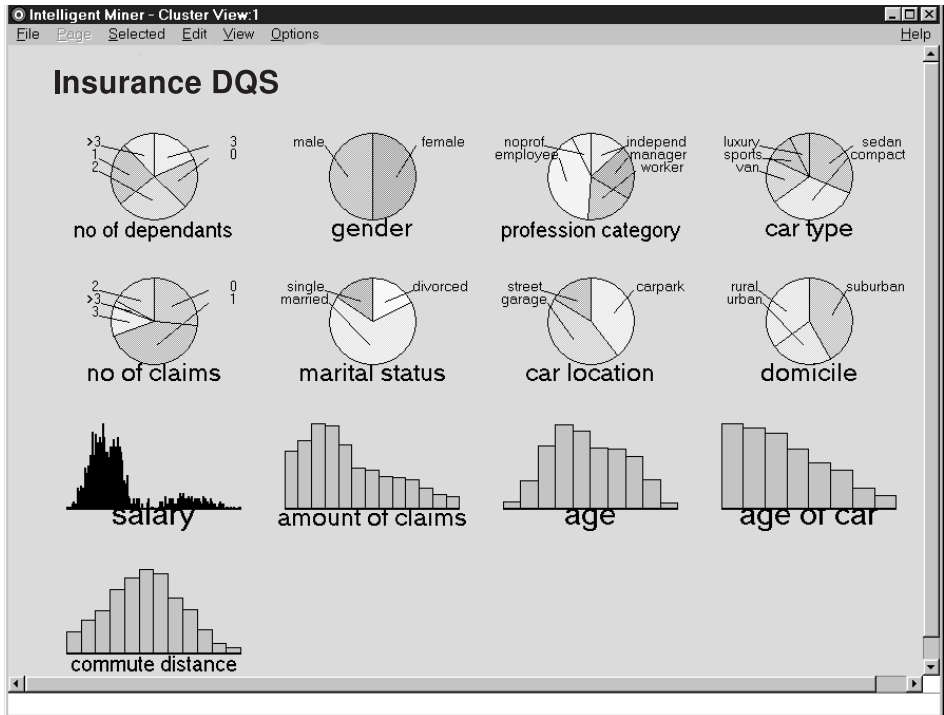 Intelligent Miner - Cluster View:1
File Page Selected Edit View Options Help
Insurance DQS
>3 3
1 0
2
no of dependants
male female
gender
noprof independ
employee manager
worker
profession category
luxury sedan
sports compact
van
car type
2 0
>3 1
3
no of claims
single divorced
married
marital status
street carpark
garage
car location
rural suburban
urban
domicile
salary
amount of claims
age
age of car
commute distance